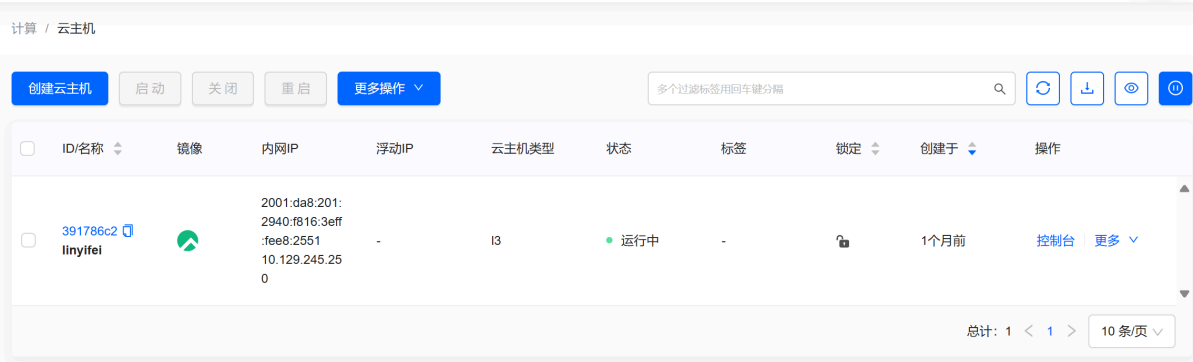 计算 / 云主机
创建云主机 启动 关闭 重启 更多操作 多个过滤标签用回车键分隔
ID/名称 镜像 内网IP 浮动IP 云主机类型 状态 标签 锁定 创建于 操作
2001:da8:201:
2940:f816:3eff
:fee8:2551
10.129.245.25
0
391786c2
linyifei
-
l3
运行中
-
1个月前
控制台 更多
总计: 1 1 10 条/页